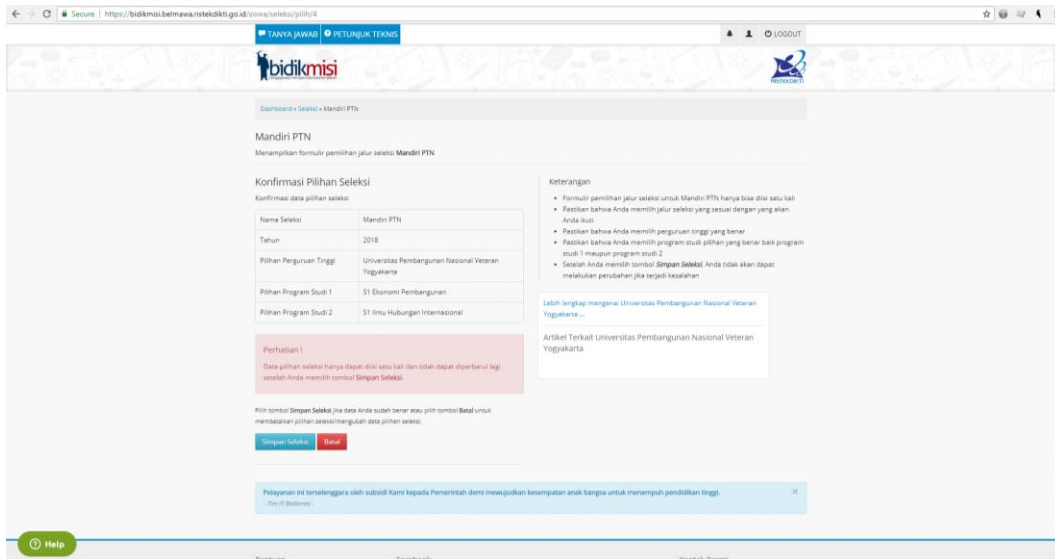 Secure | https://bidikmisi.belmawa.ristekdikti.go.id/siswa/seleksi/pilih/4
TANYA JAWAB PETUNJUK TEKNIS LOGOUT
bidikmisi
RISTEKDIKTI
Dashboard » Seleksi » Mandiri PTN
Mandiri PTN
Menampilkan formulir pemilihan jalur seleksi Mandiri PTN
Konfirmasi Pilihan Seleksi
Konfirmasi data pilihan seleksi
Nama Seleksi Mandiri PTN
Tahun 2018
Pilihan Perguruan Tinggi Universitas Pembangunan Nasional Veteran
Yogyakarta
Pilihan Program Studi 1 S1 Ekonomi Pembangunan
Pilihan Program Studi 2 S1 Ilmu Hubungan Internasional
Perhatian !
Data pilihan seleksi hanya dapat diisi satu kali dan tidak dapat diperbarui lagi
setelah Anda memilih tombol Simpan Seleksi.
Pilih tombol Simpan Seleksi jika data Anda sudah benar atau pilih tombol Batal untuk
membatalkan pilihan seleksi/mengubah data pilihan seleksi.
Simpan Seleksi Batal
Keterangan
Formulir pemilihan jalur seleksi untuk Mandiri PTN hanya bisa diisi satu kali
Pastikan bahwa Anda memilih jalur seleksi yang sesuai dengan yang akan
Anda ikuti
Pastikan bahwa Anda memilih perguruan tinggi yang benar
Pastikan bahwa Anda memilih program studi pilihan yang benar baik program
studi 1 maupun program studi 2
Setelah Anda memilih tombol Simpan Seleksi, Anda tidak akan dapat
melakukan perubahan jika terjadi kesalahan
Lebih lengkap mengenai Universitas Pembangunan Nasional Veteran
Yogyakarta ...
Artikel Terkait Universitas Pembangunan Nasional Veteran
Yogyakarta
Pelayanan ini terselenggara oleh subsidi Kami kepada Pemerintah demi mewujudkan kesempatan anak bangsa untuk menempuh pendidikan tinggi.
- Tim IT Bidikmisi -
Help